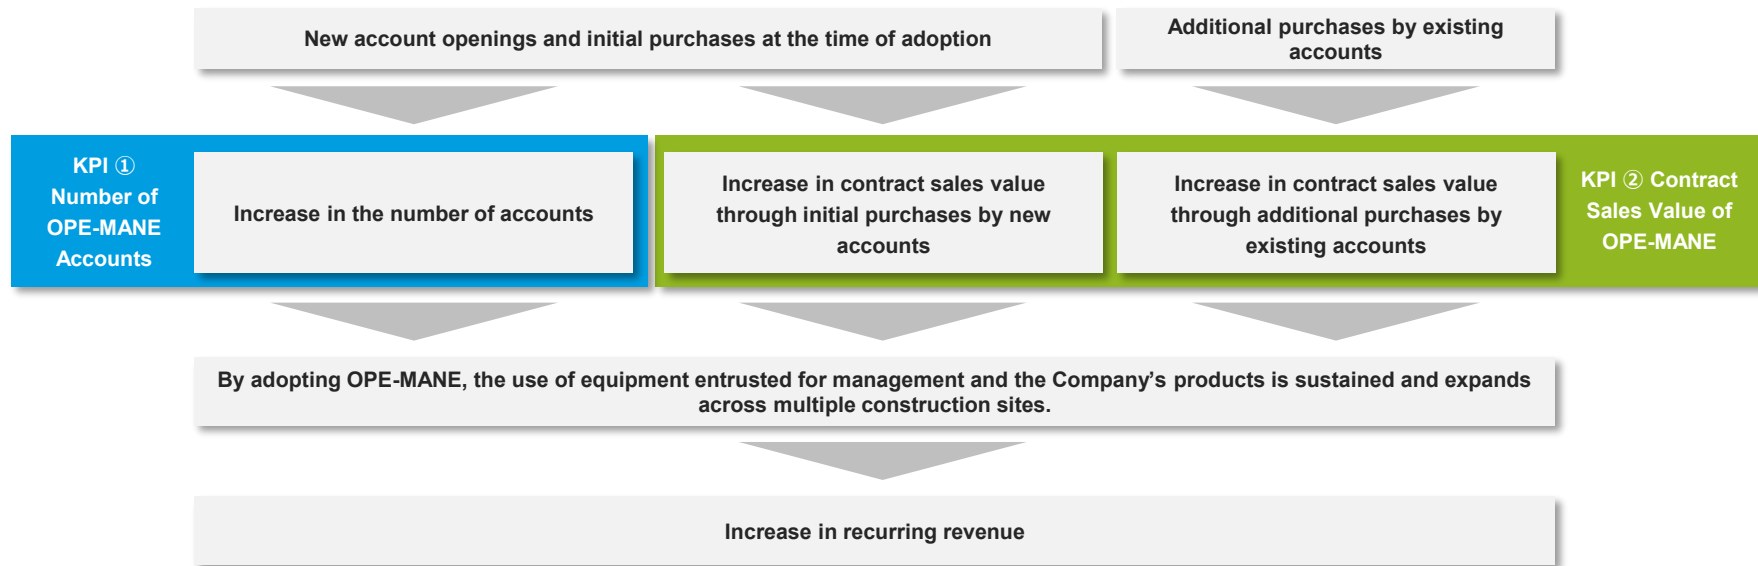 New account openings and initial purchases at the time of adoption
Additional purchases by existing
accounts
KPI ①
Number of
OPE-MANE
Accounts
Increase in the number of accounts
Increase in contract sales value
through initial purchases by new
accounts
Increase in contract sales value
through additional purchases by
existing accounts
KPI ② Contract
Sales Value of
OPE-MANE
By adopting OPE-MANE, the use of equipment entrusted for management and the Company’s products is sustained and expands
across multiple construction sites.
Increase in recurring revenue